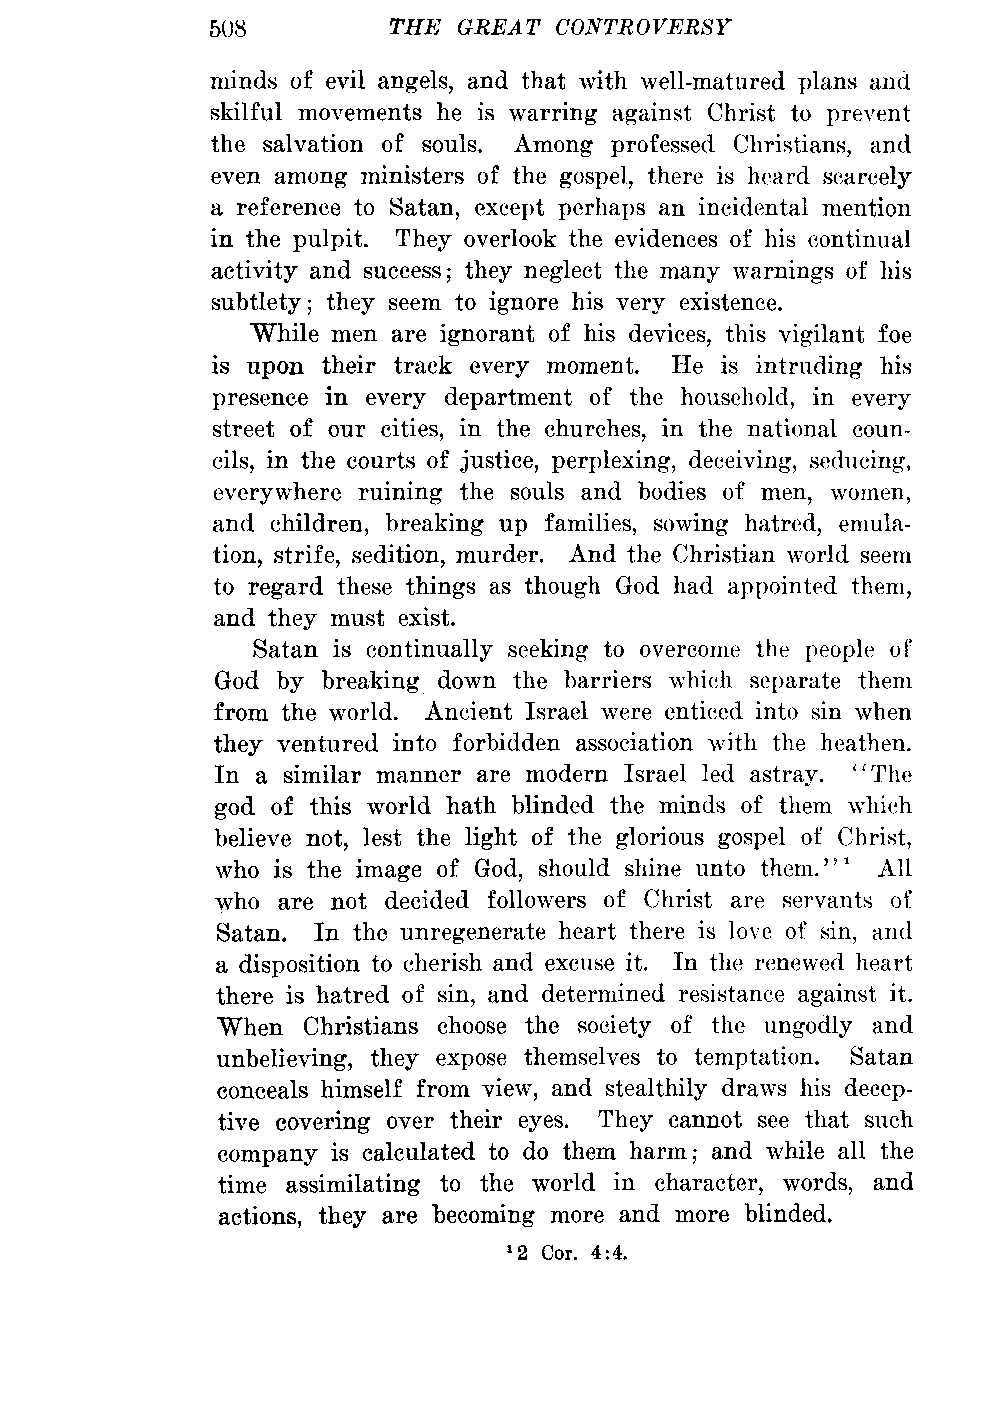 508 THE GREAT CONTROVERSY
minds of evil angels, and that with well-matured plans and
skilful movements he is warring against Christ to prevent
the salvation of souls. Among professed Christians, and
even among ministers of the gospel, there is heard scarcely
a reference to Satan, except perhaps an incidental mention
in the pulpit. They overlook the evidences of his continual
activity and success; they neglect the many warnings of his
subtlety; they seem to ignore his very existence.
While men are ignorant of his devices, this vigilant foe
is upon their track every moment. He is intruding his
presence in every department of the household, in every
street of our cities, in the churches, in the national coun-
cils, in the courts of justice, perplexing, deceiving, seducing,
everywhere ruining the souls and bodies of men, women,
and children, breaking up families, sowing hatred, emula-
tion, strife, sedition, murder. And the Christian world seem
to regard these things as though God had appointed them,
and they must exist.
Satan is continually seeking to overcome the people of
God by breaking down the barriers which separate them
from the world. Ancient Israel were enticed into sin when
they ventured into forbidden association with the heathen.
In a similar manner are modern Israel led astray. "The
god of this world hath blinded the minds of them which
believe not, lest the light of the glorious gospel of Christ,
who is the image of God, should shine unto them."¹ All
who are not decided followers of Christ are servants of
Satan. In the unregenerate heart there is love of sin, and
a disposition to cherish and excuse it. In the renewed heart
there is hatred of sin, and determined resistance against it.
When Christians choose the society of the ungodly and
unbelieving, they expose themselves to temptation. Satan
conceals himself from view, and stealthily draws his decep-
tive covering over their eyes. They cannot see that such
company is calculated to do them harm; and while all the
time assimilating to the world in character, words, and
actions, they are becoming more and more blinded.
¹2 Cor. 4:4.